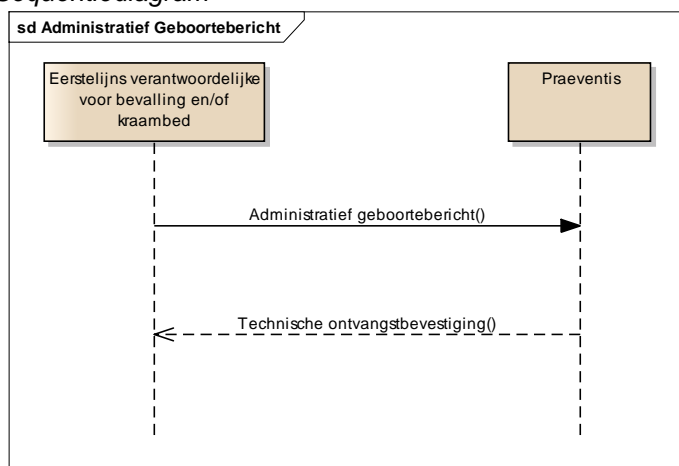 sd Administratief Geboortebericht
Eerstelijns verantwoordelijke
voor bevalling en/of
kraambed
Praeventis
Administratief geboortebericht()
Technische ontvangstbevestiging()